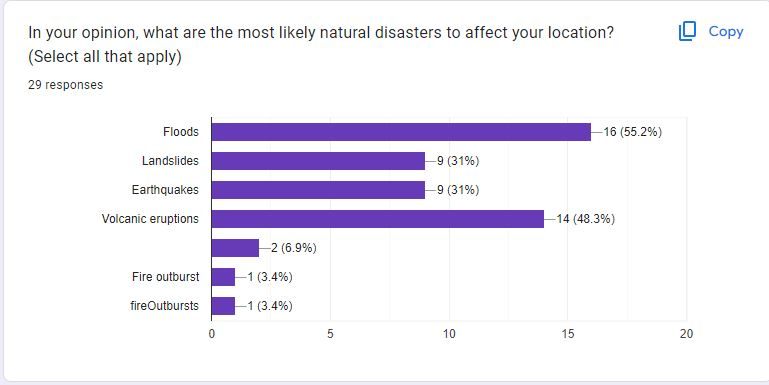 In your opinion, what are the most likely natural disasters to affect your location?
Copy
(Select all that apply)
29 responses
Floods
16 (55.2%)
Landslides
9 (31%)
Earthquakes
9 (31%)
Volcanic eruptions
14 (48.3%)
2 (6.9%)
Fire outburst
1 (3.4%)
fireOutbursts
1 (3.4%)
0
5
10
15
20